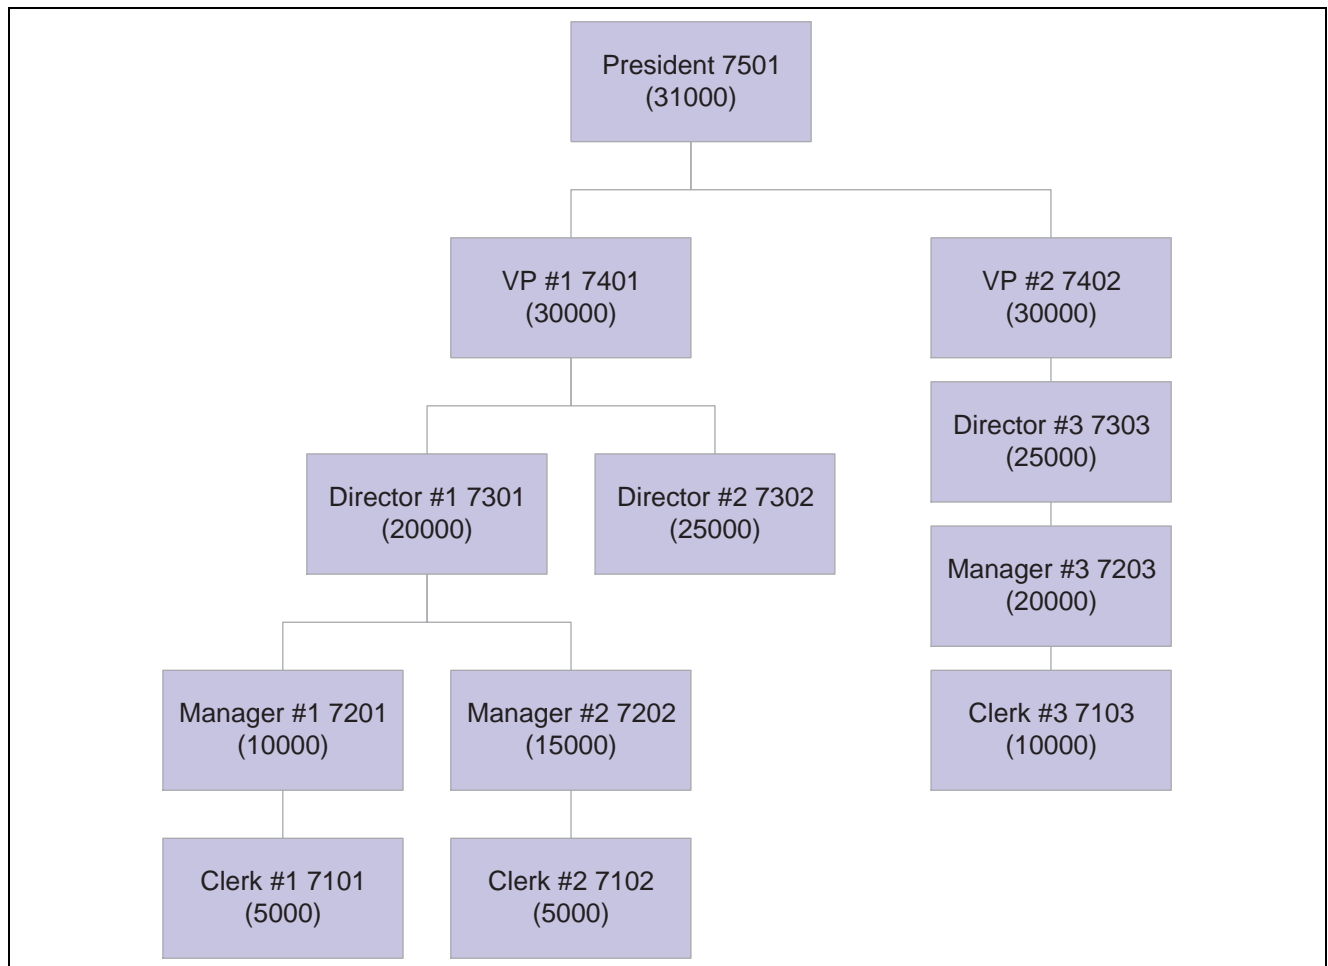 President 7501
(31000)
VP #1 7401
(30000)
VP #2 7402
(30000)
Director #3 7303
(25000)
Director #1 7301
(20000)
Director #2 7302
(25000)
Manager #3 7203
(20000)
Manager #1 7201
(10000)
Manager #2 7202
(15000)
Clerk #3 7103
(10000)
Clerk #1 7101
(5000)
Clerk #2 7102
(5000)